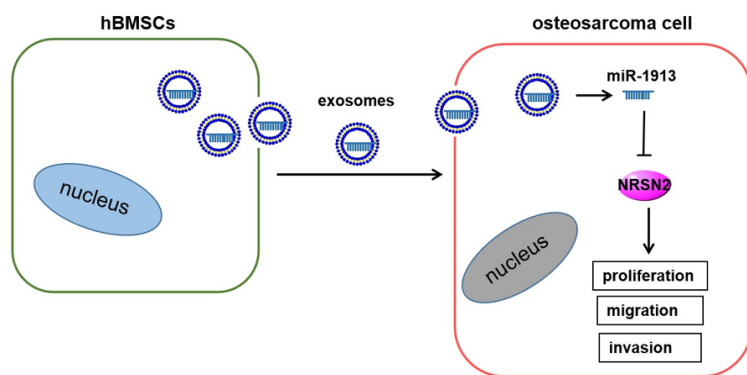 hBMSCs
osteosarcoma cell
exosomes
miR-1913
nucleus
NRSN2
nucleus
proliferation
migration
invasion